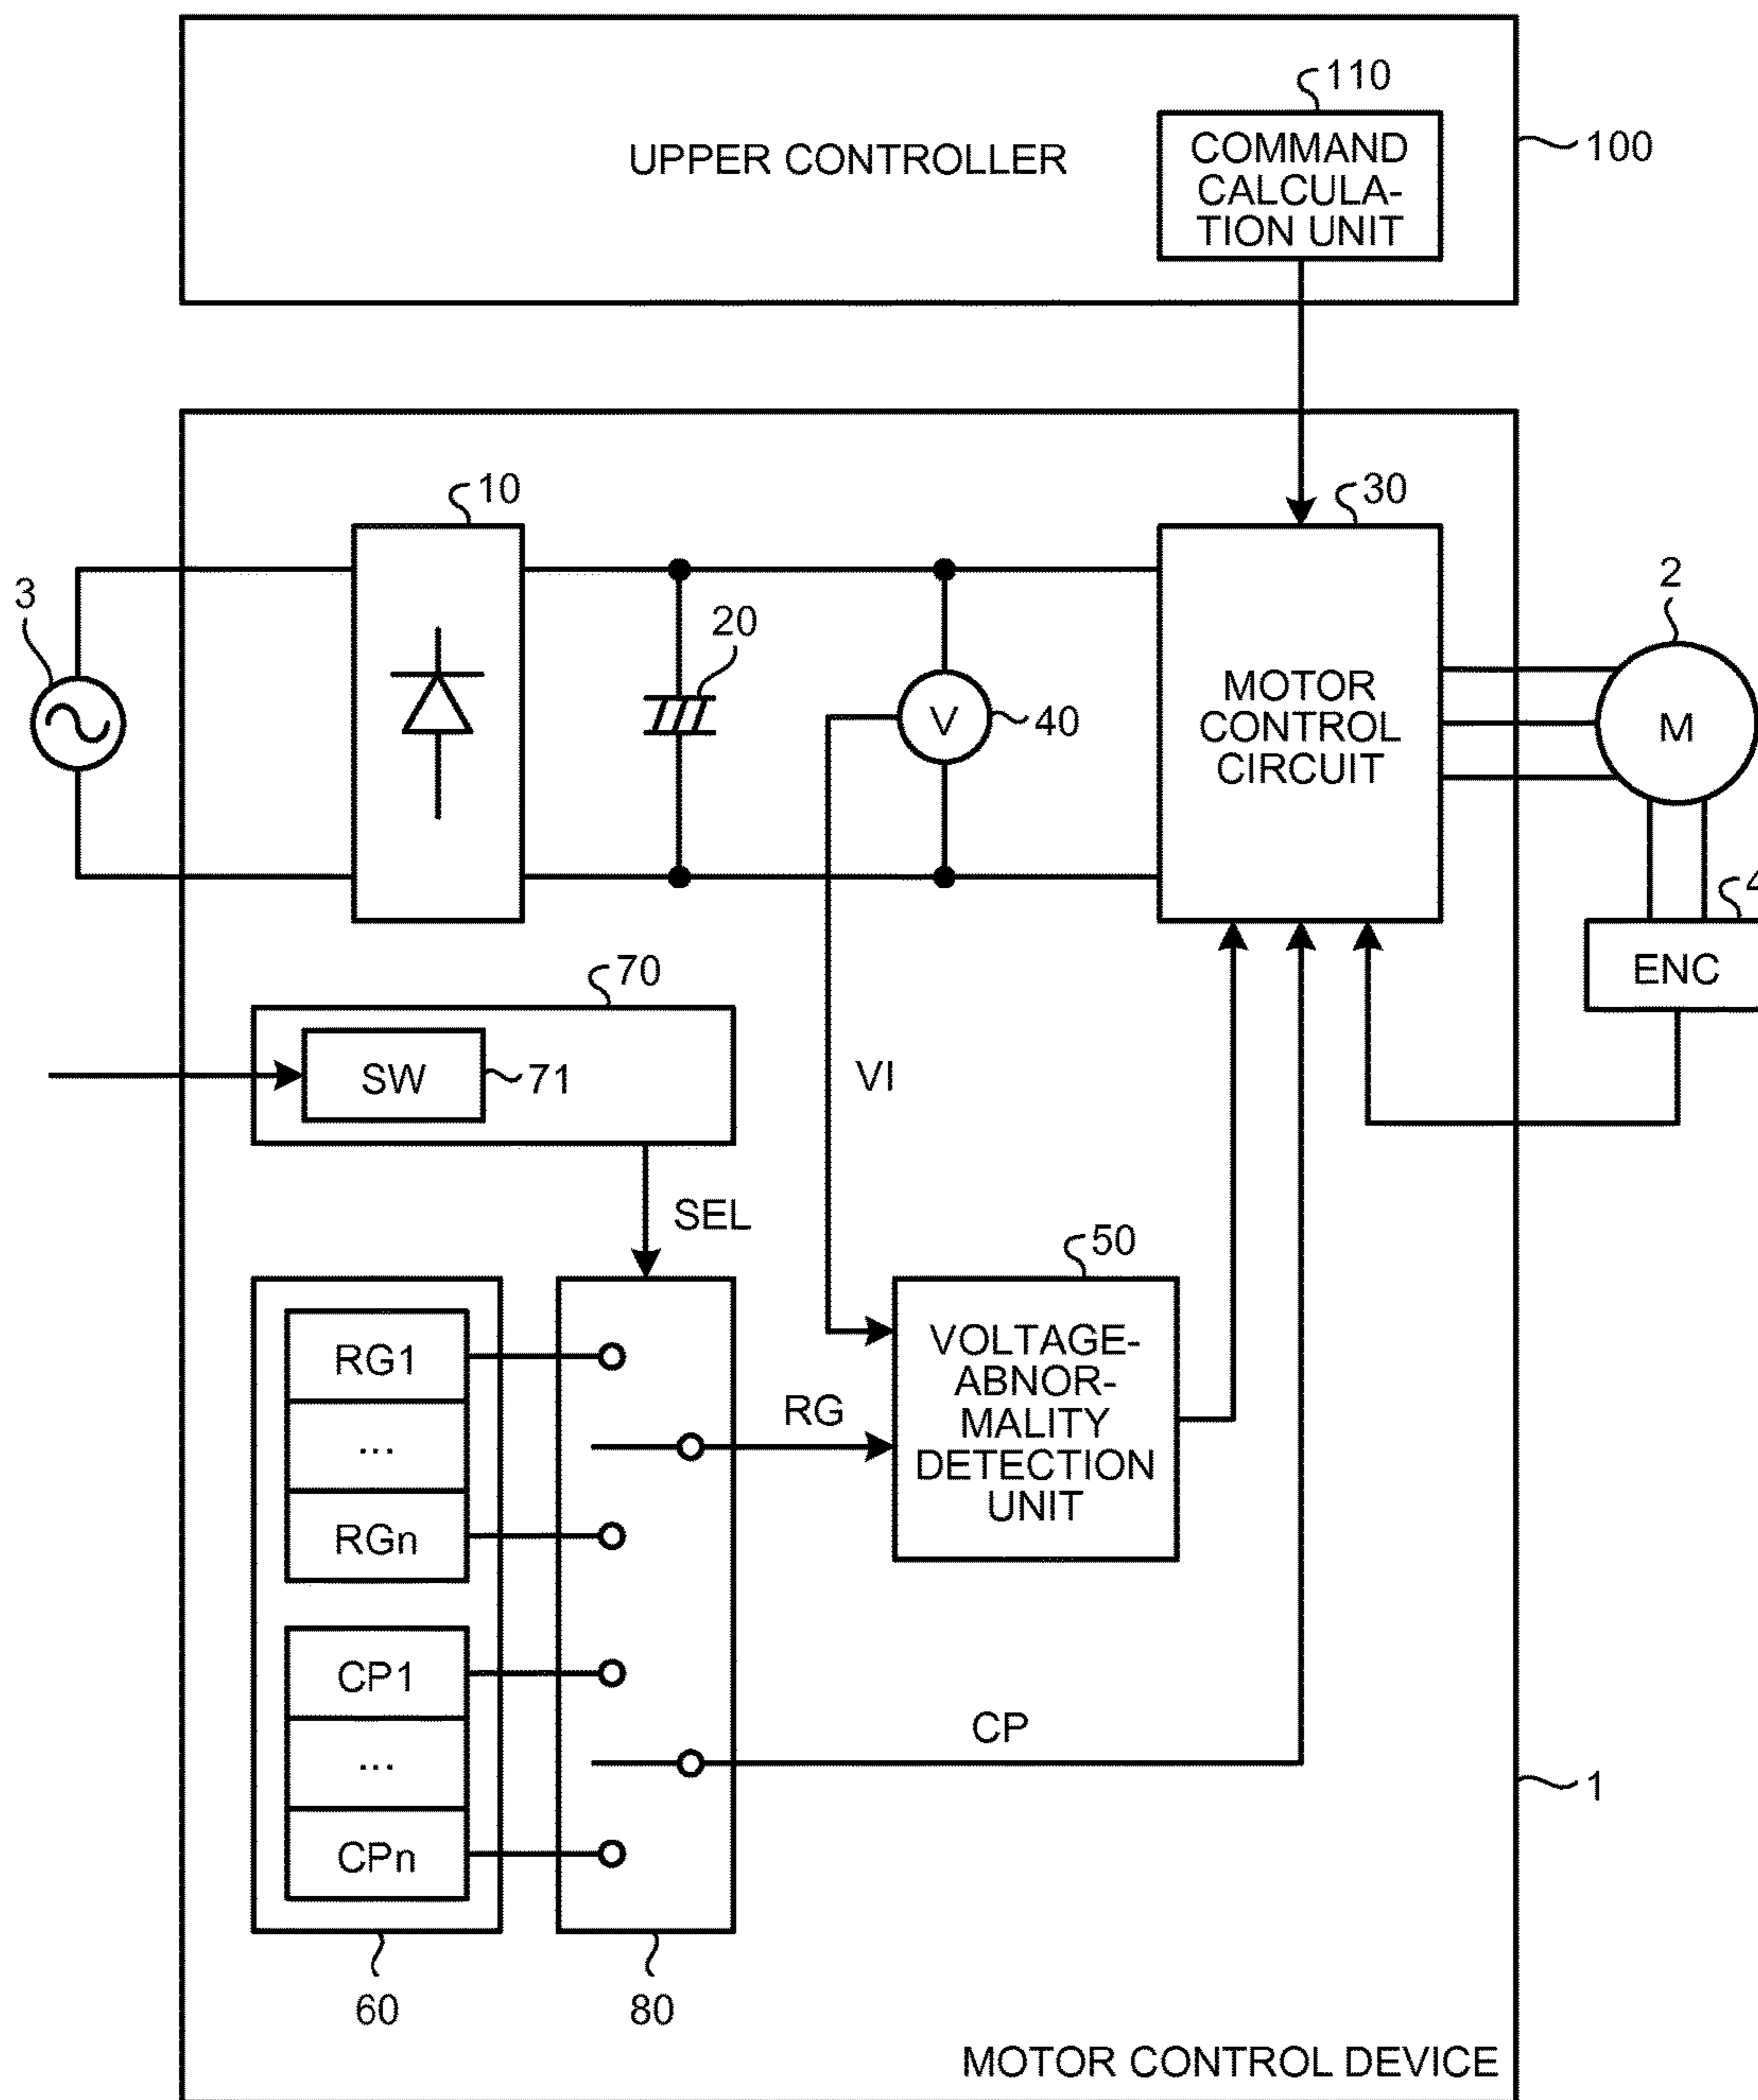 110
UPPER CONTROLLER
COMMAND
CALCULA-
TION UNIT
100
10
30
3
20
2
MOTOR
CONTROL
CIRCUIT
V
40
M
4
ENC
70
SW
71
VI
SEL
50
RG1
...
RGn
RG
VOLTAGE-
ABNOR-
MALITY
DETECTION
UNIT
CP1
...
CPn
CP
1
60
80
MOTOR CONTROL DEVICE